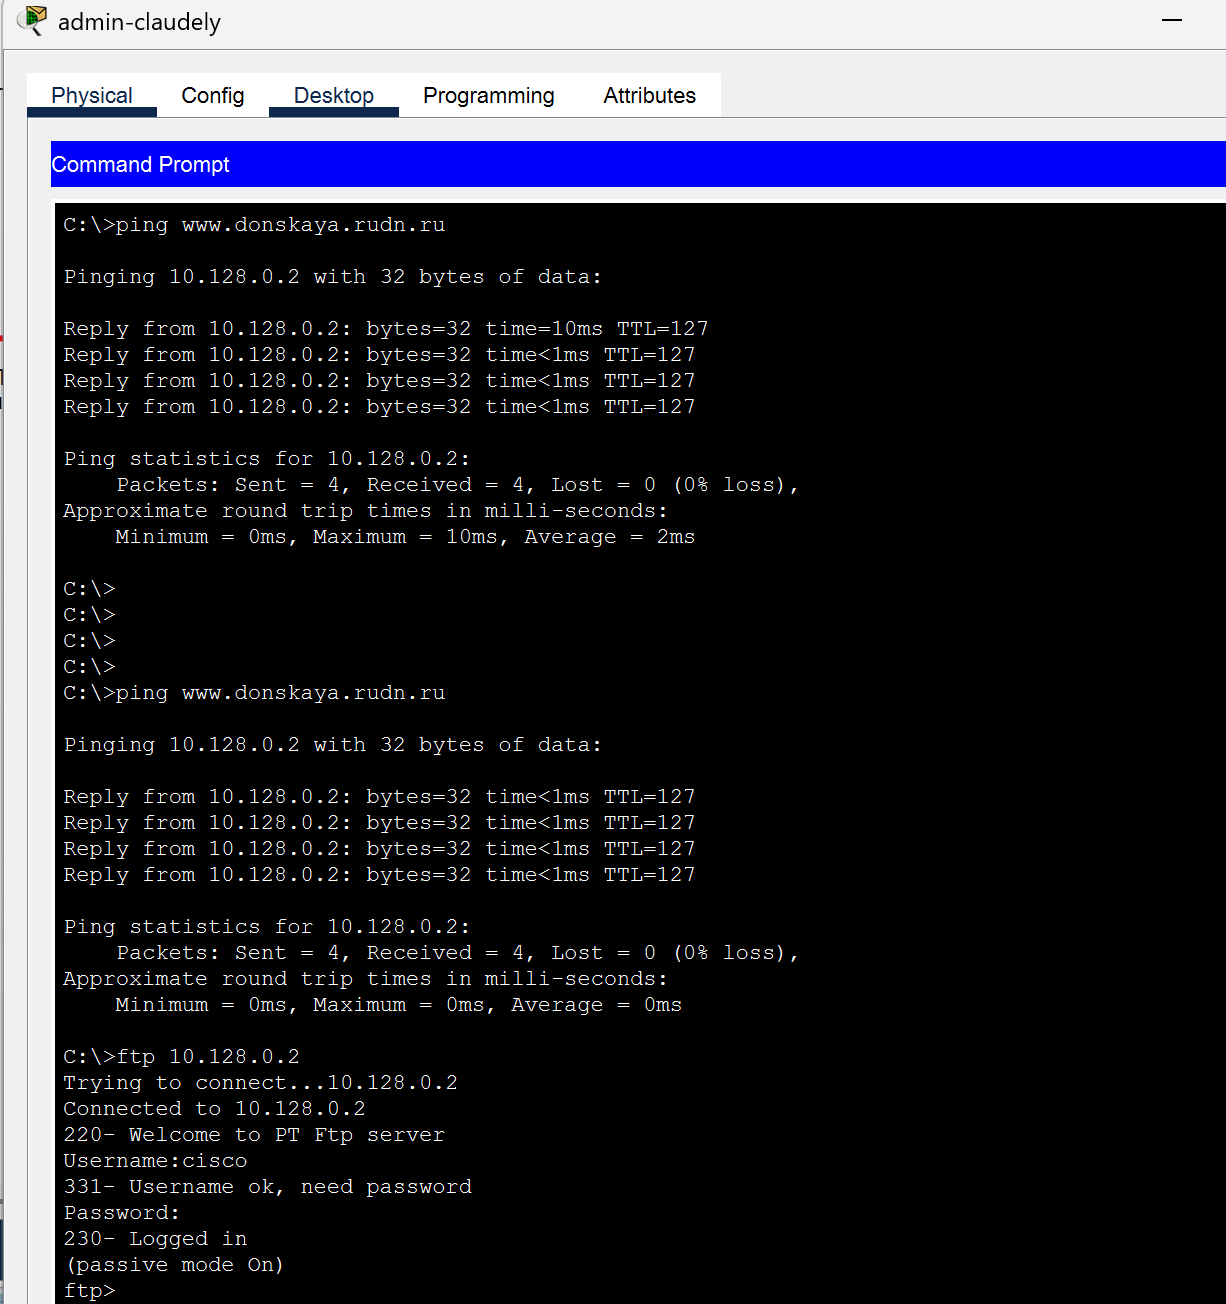 admin-claudely
Physical Config Desktop Programming Attributes
Command Prompt
C:\>ping www.donskaya.rudn.ru
Pinging 10.128.0.2 with 32 bytes of data:
Reply from 10.128.0.2: bytes=32 time=10ms TTL=127
Reply from 10.128.0.2: bytes=32 time<1ms TTL=127
Reply from 10.128.0.2: bytes=32 time<1ms TTL=127
Reply from 10.128.0.2: bytes=32 time<1ms TTL=127
Ping statistics for 10.128.0.2:
Packets: Sent = 4, Received = 4, Lost = 0 (0% loss),
Approximate round trip times in milli-seconds:
Minimum = 0ms, Maximum = 10ms, Average = 2ms
C:\>
C:\>
C:\>
C:\>
C:\>ping www.donskaya.rudn.ru
Pinging 10.128.0.2 with 32 bytes of data:
Reply from 10.128.0.2: bytes=32 time<1ms TTL=127
Reply from 10.128.0.2: bytes=32 time<1ms TTL=127
Reply from 10.128.0.2: bytes=32 time<1ms TTL=127
Reply from 10.128.0.2: bytes=32 time<1ms TTL=127
Ping statistics for 10.128.0.2:
Packets: Sent = 4, Received = 4, Lost = 0 (0% loss),
Approximate round trip times in milli-seconds:
Minimum = 0ms, Maximum = 0ms, Average = 0ms
C:\>ftp 10.128.0.2
Trying to connect...10.128.0.2
Connected to 10.128.0.2
220- Welcome to PT Ftp server
Username:cisco
331- Username ok, need password
Password:
230- Logged in
(passive mode On)
ftp>